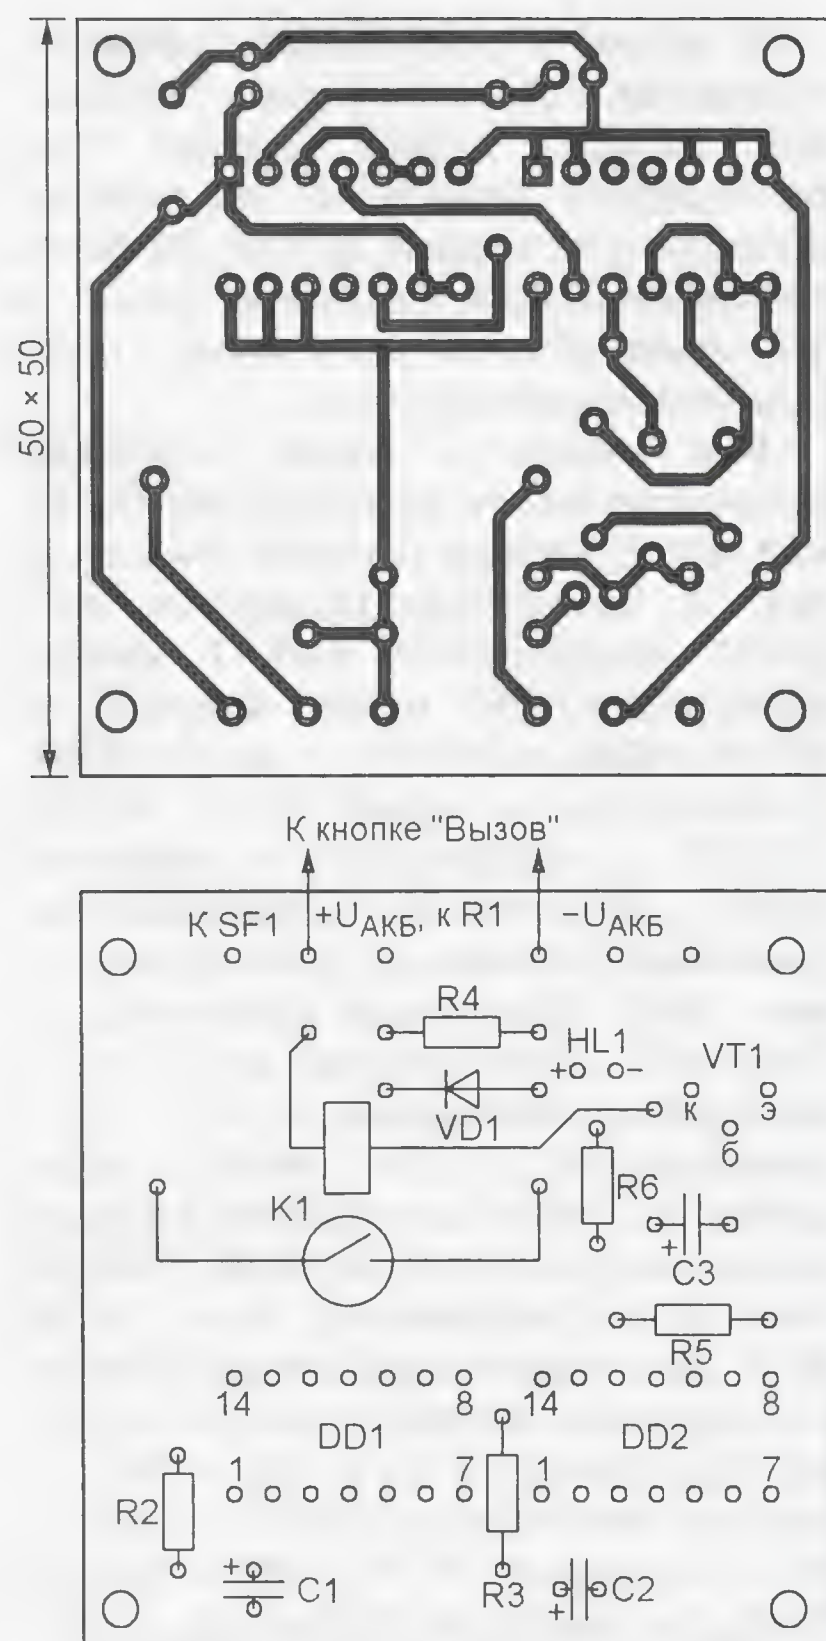 50 × 50
К кнопке "Вызов"
К SF1 +UАКБ, к R1 −UАКБ
R4
HL1
+ −
VT1
к э
б
VD1
R6
K1
+
C3
R5
14 8 14 8
DD1 DD2
1 7 1 7
R2
R3
+
C1
+
C2